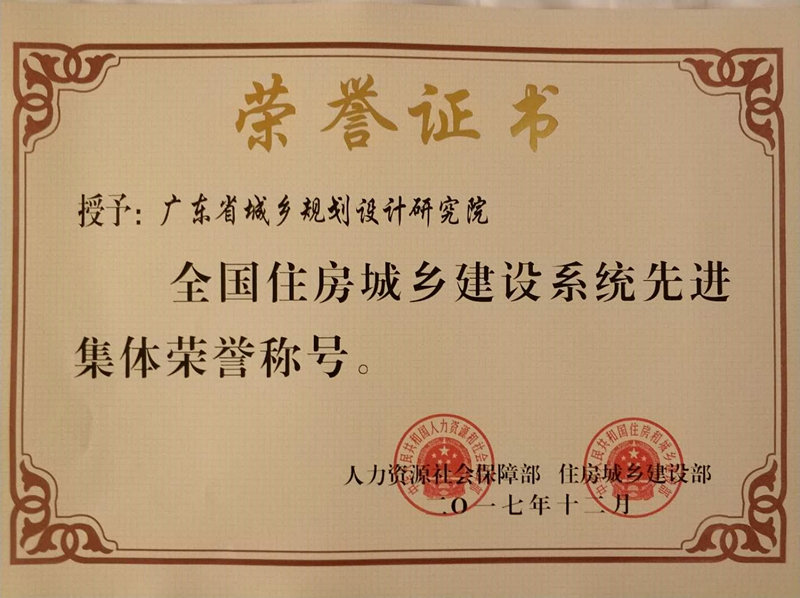 荣誉证书
授予：广东省城乡规划设计研究院
全国住房城乡建设系统先进
集体荣誉称号。
人力资源社会保障部 住房城乡建设部
二〇一七年十二月